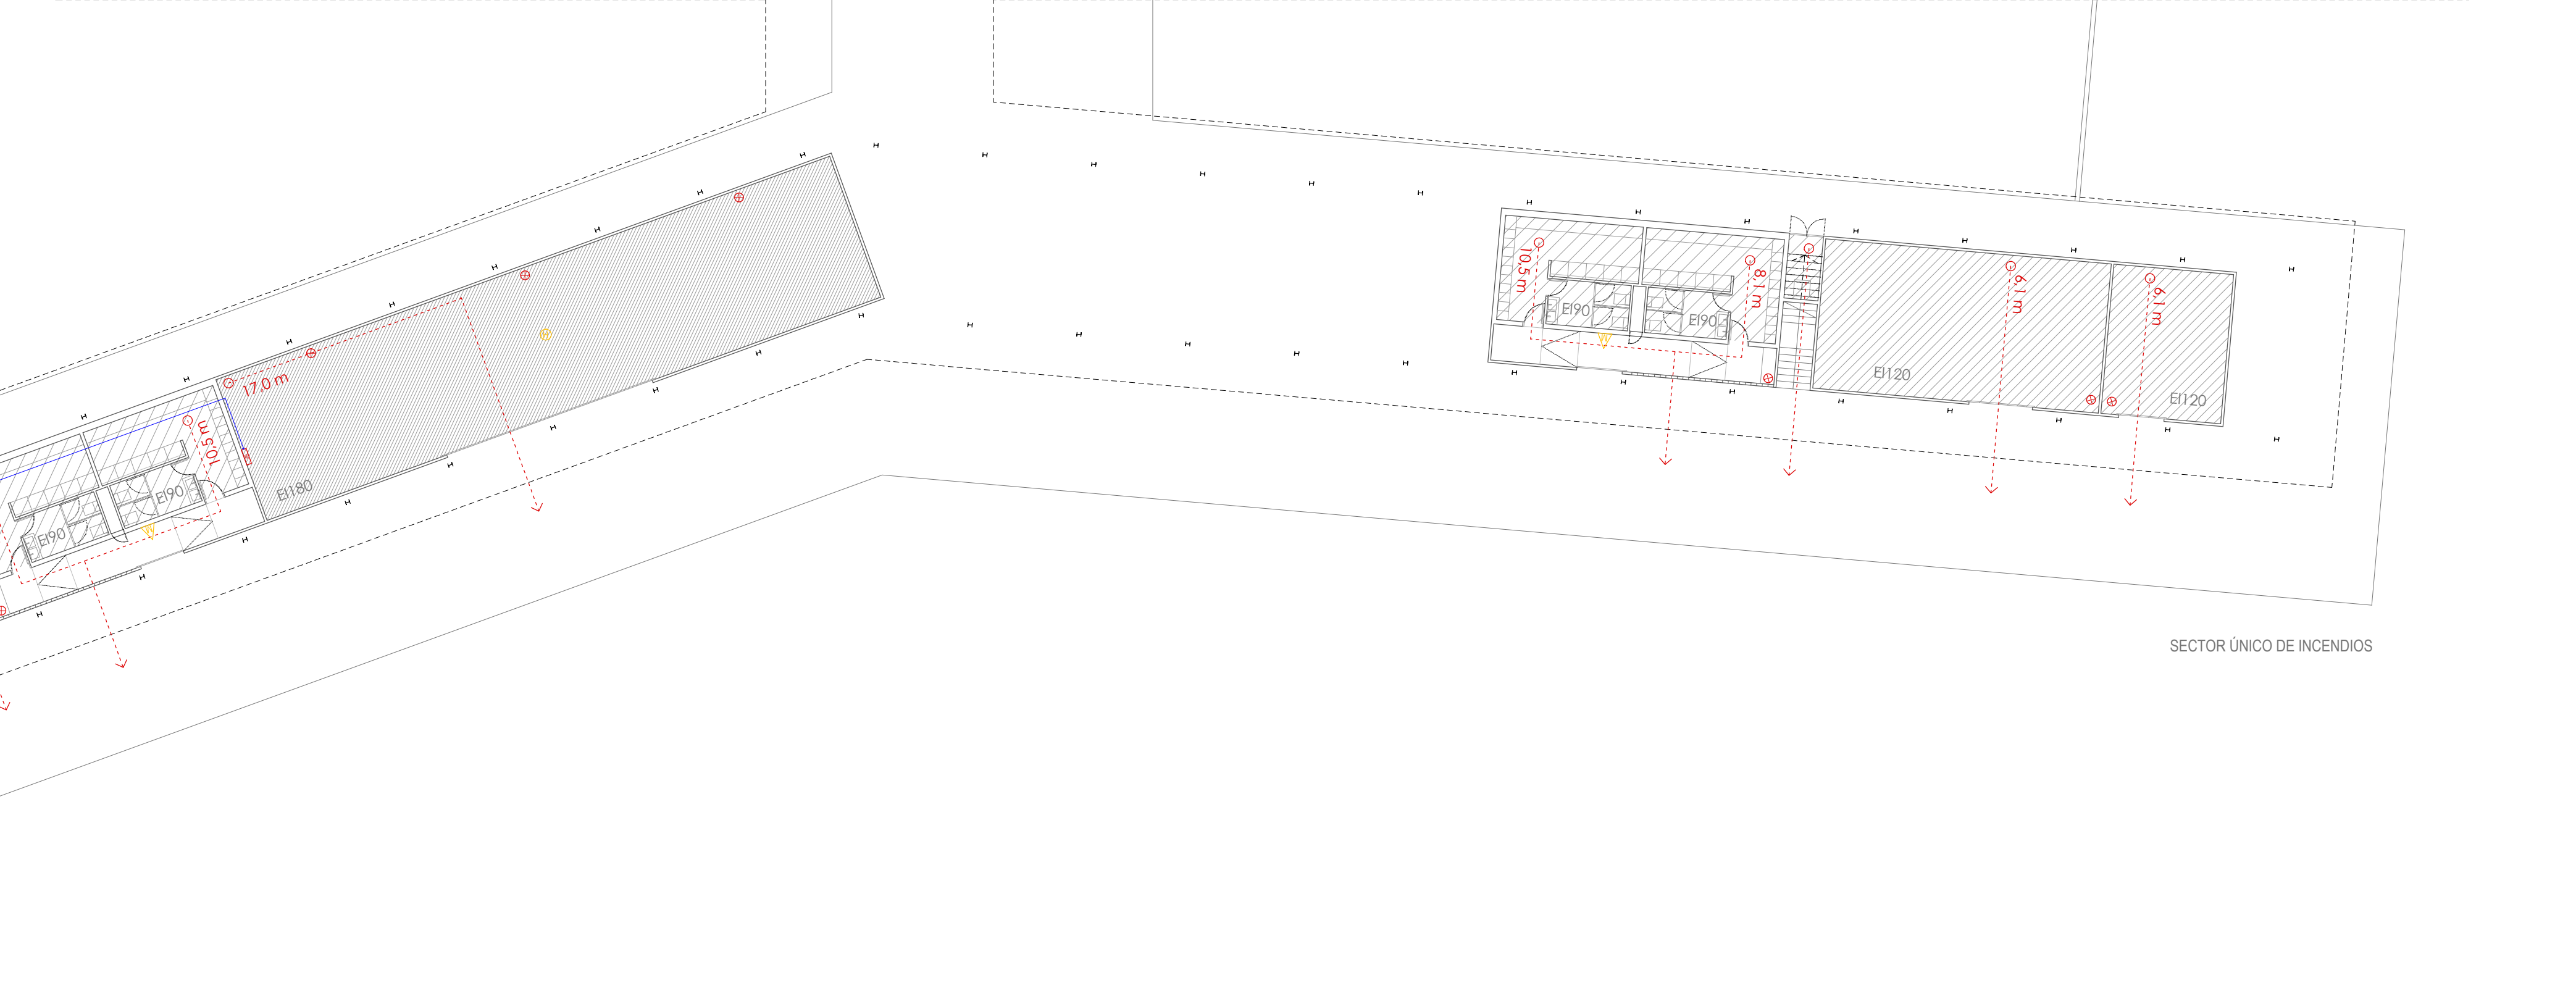 17,0 m
10,5 m
EI90
EI90
EI180
10,5 m
8,1 m
EI90
EI90
6,1 m
6,1 m
EI120
EI120
SECTOR ÚNICO DE INCENDIOS